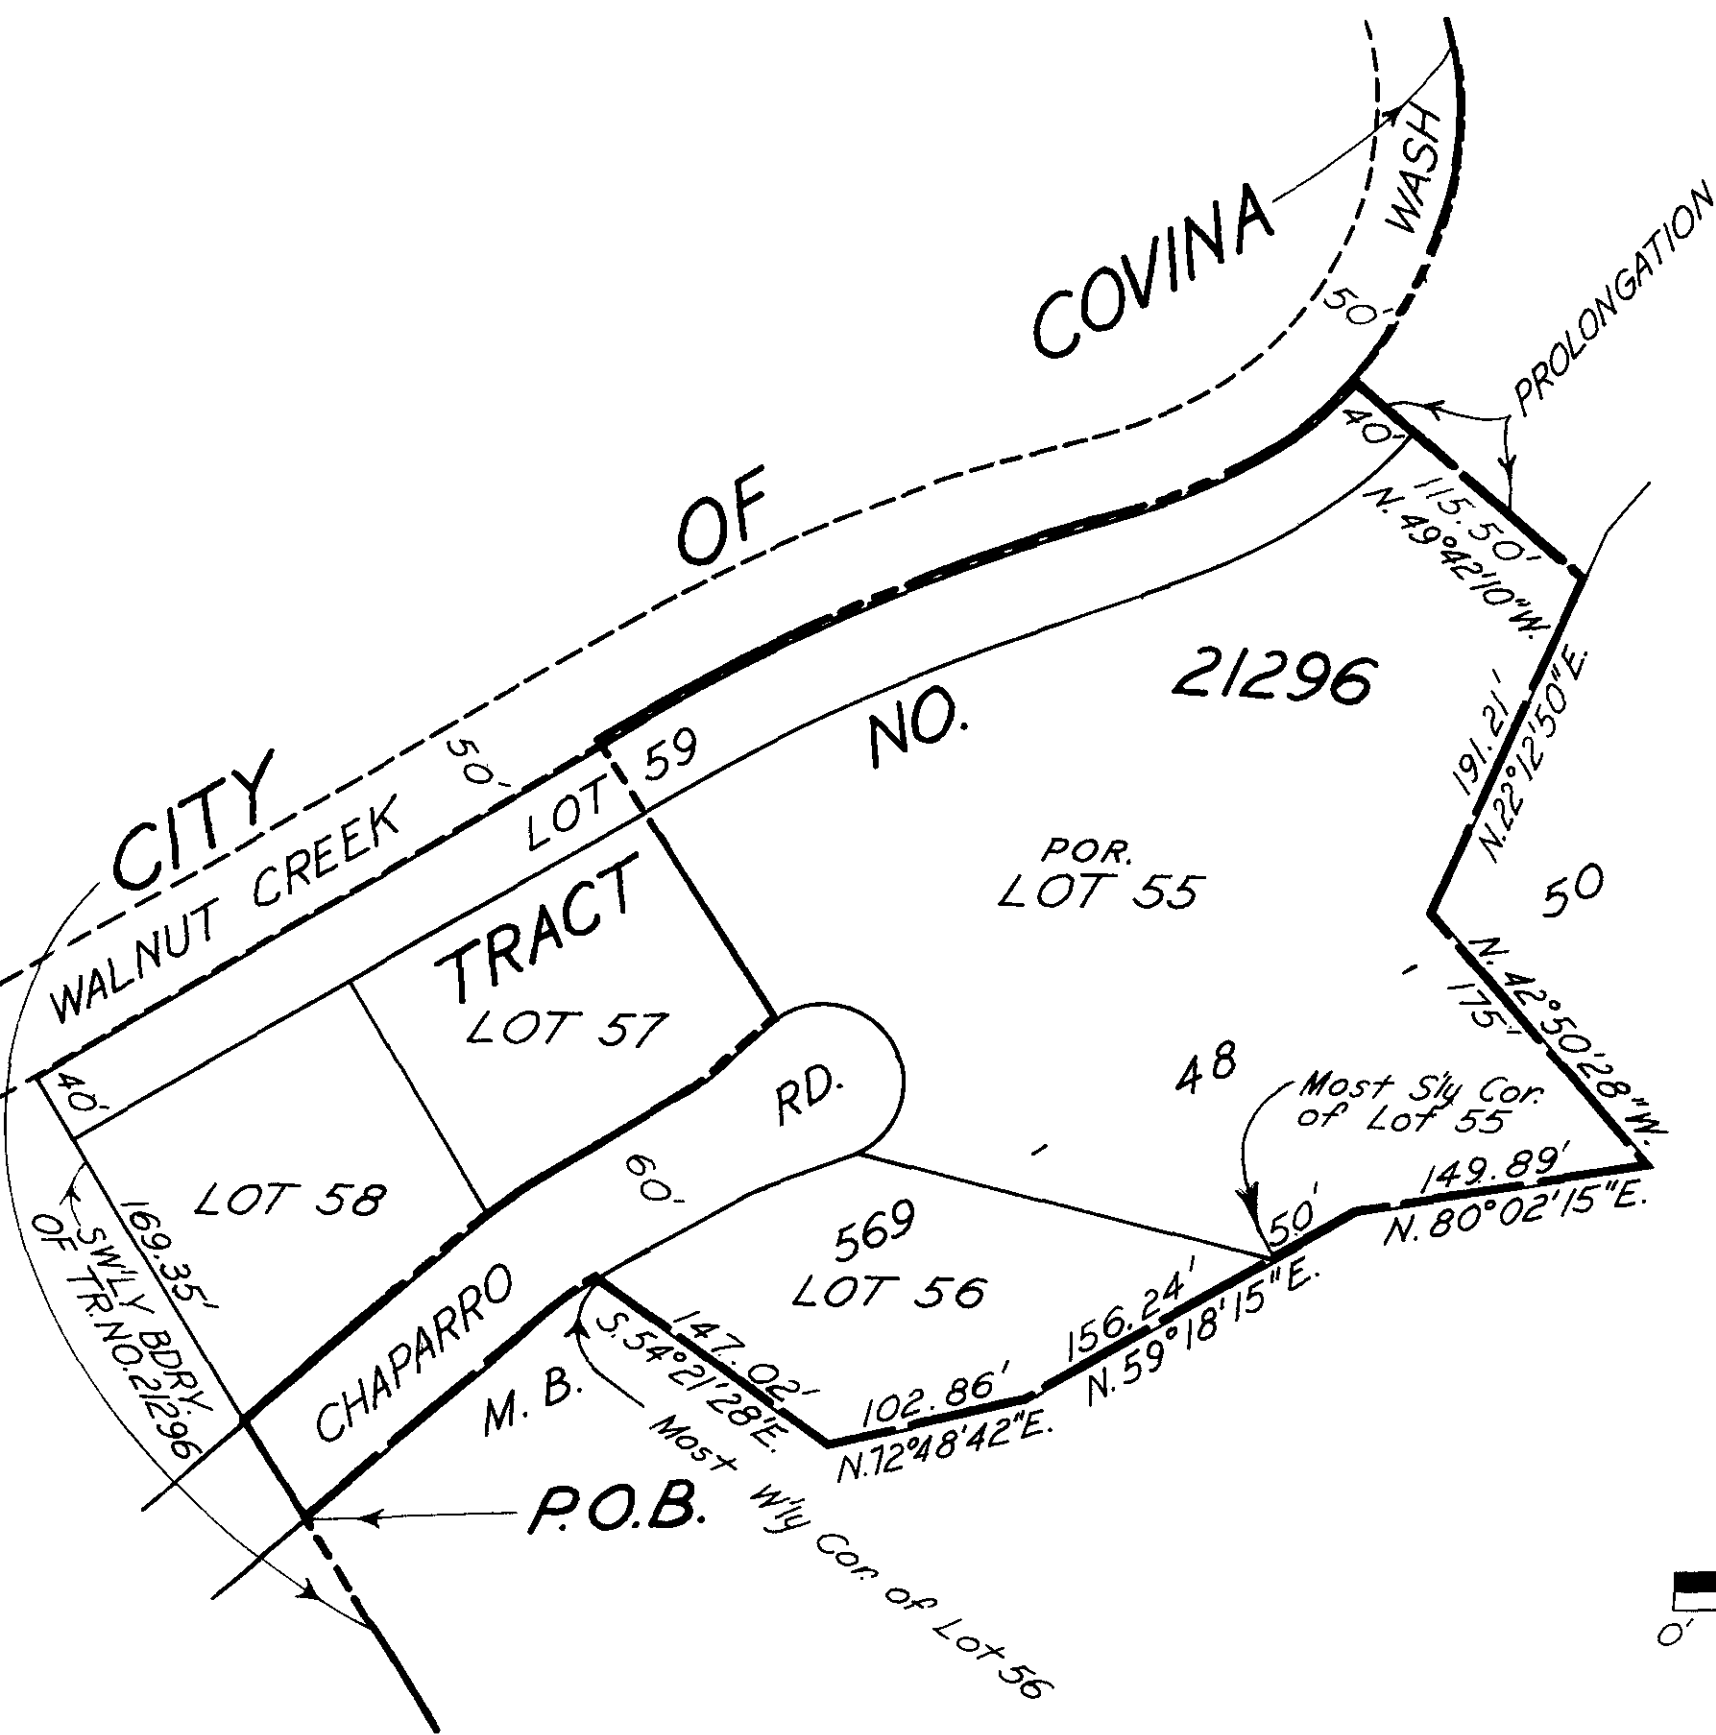 WASH
COVINA
50'
PROLONGATION
40'
OF
115.50'
N. 49°42'10"W.
21296
NO.
191.21'
N.22°12'50"E.
59
50'
CITY
LOT
WALNUT CREEK
POR.
LOT 55
50
TRACT
LOT 57
N. 42°50'28"W.
175'
48
RD.
Most S'ly Cor.
of Lot 55
40'
60'
149.89'
N. 80°02'15"E.
LOT 58
50'
569
LOT 56
169.35'
SW'LY BDRY.
OF TR.NO.21296
CHAPARRO
147.02'
S.54°21'28"E.
156.24'
N.59°18'15"E.
102.86'
N.72°48'42"E.
M. B.
P.O.B.
Most W'ly Cor. of Lot 56
0'